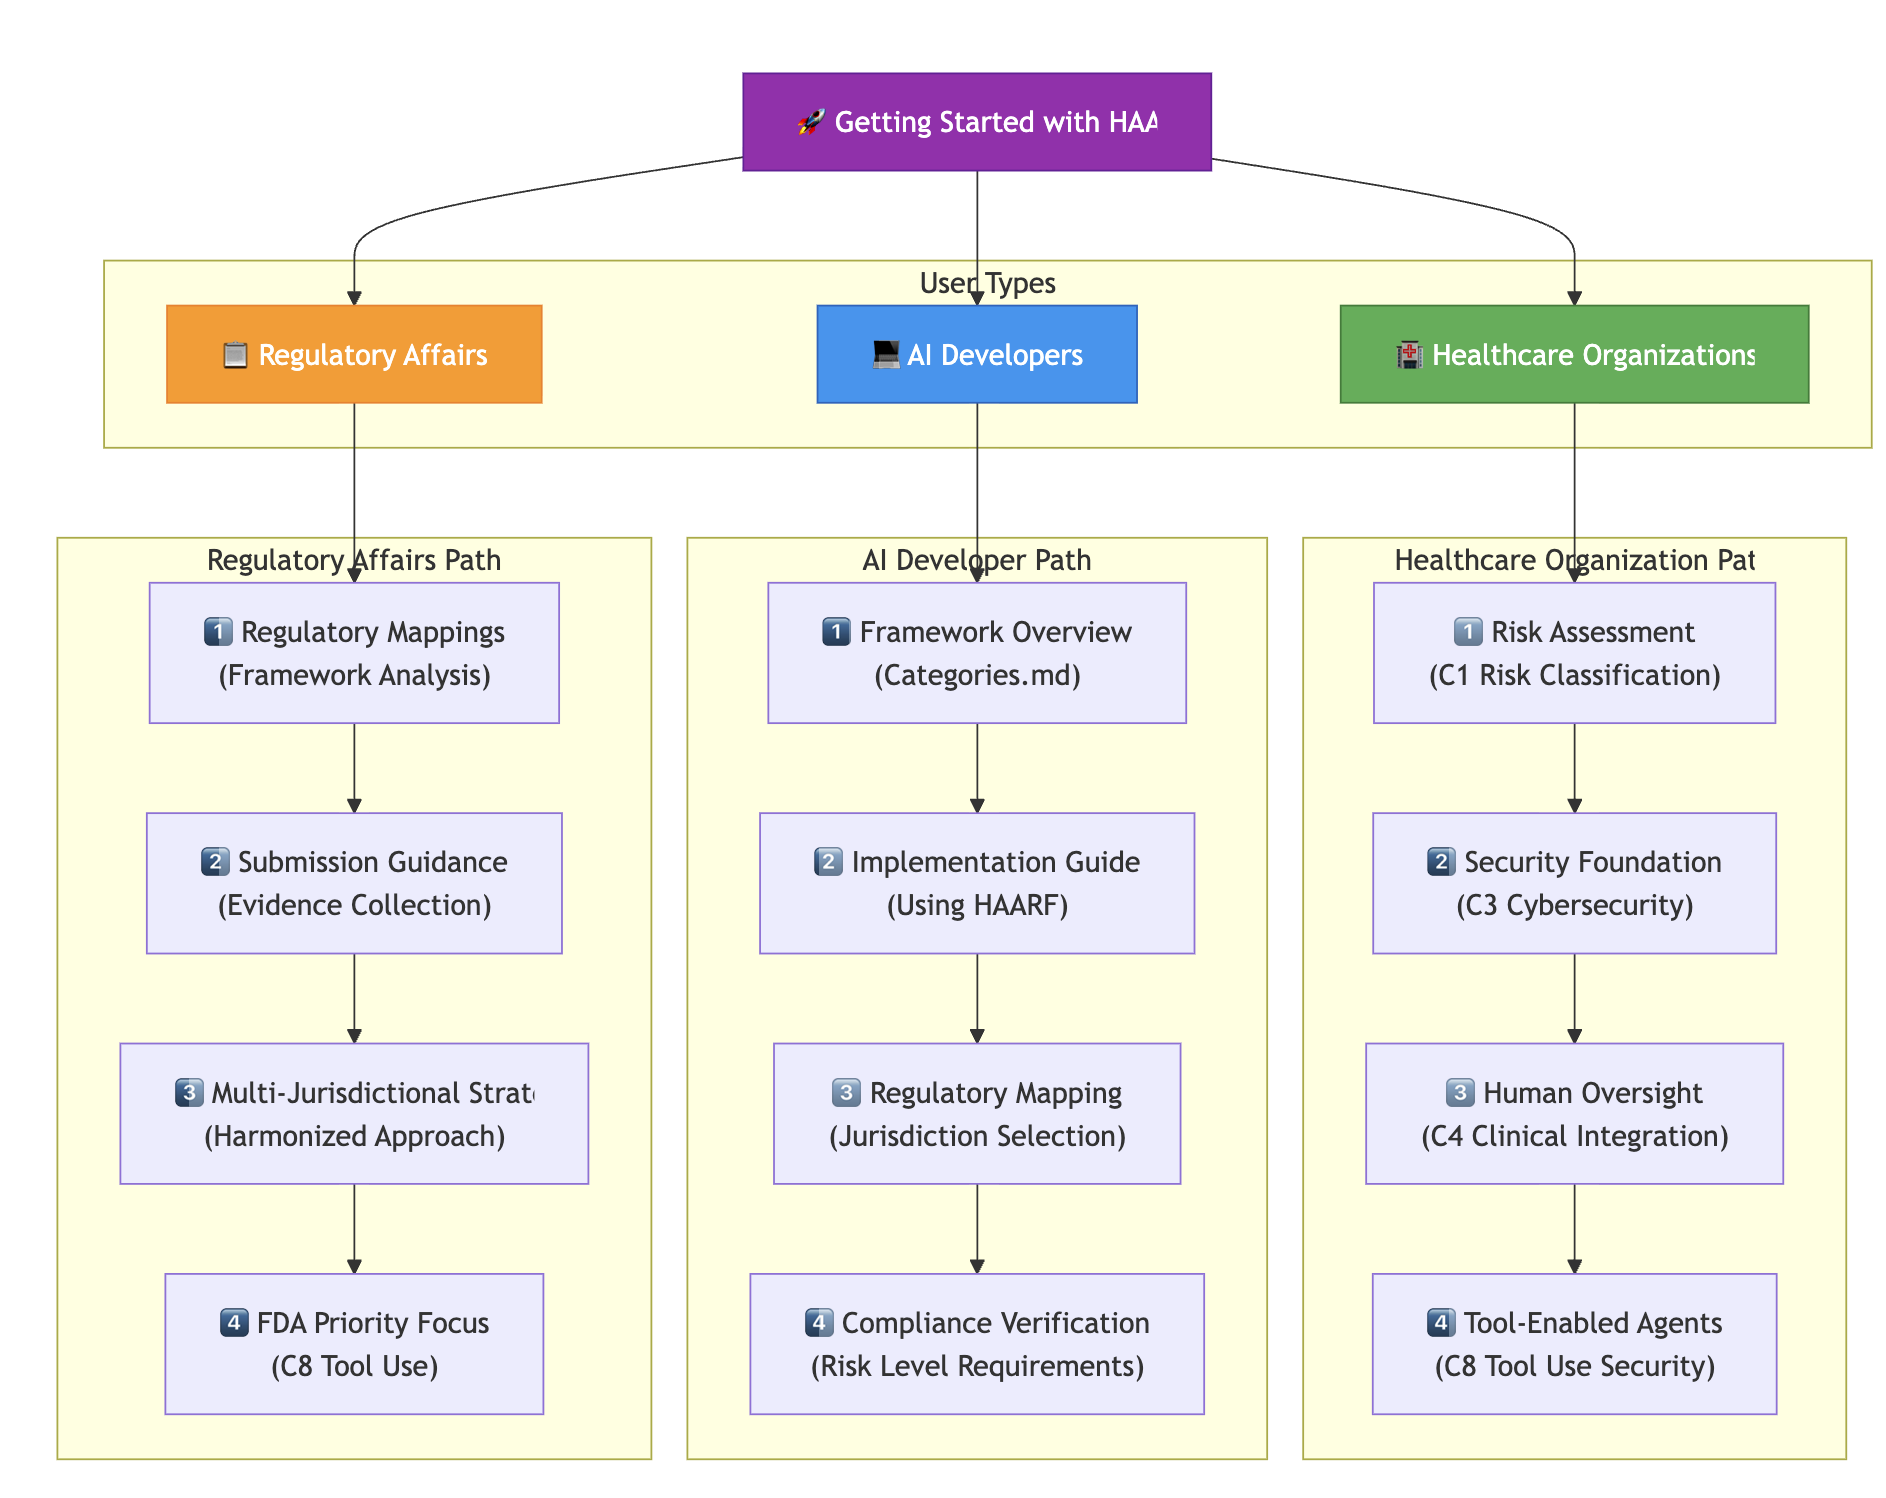 🚀 Getting Started with HAA
User Types
📋 Regulatory Affairs
💻 AI Developers
🏥 Healthcare Organizations
Regulatory Affairs Path
1️⃣ Regulatory Mappings
(Framework Analysis)
2️⃣ Submission Guidance
(Evidence Collection)
3️⃣ Multi-Jurisdictional Strat
(Harmonized Approach)
4️⃣ FDA Priority Focus
(C8 Tool Use)
AI Developer Path
1️⃣ Framework Overview
(Categories.md)
2️⃣ Implementation Guide
(Using HAARF)
3️⃣ Regulatory Mapping
(Jurisdiction Selection)
4️⃣ Compliance Verification
(Risk Level Requirements)
Healthcare Organization Pat
1️⃣ Risk Assessment
(C1 Risk Classification)
2️⃣ Security Foundation
(C3 Cybersecurity)
3️⃣ Human Oversight
(C4 Clinical Integration)
4️⃣ Tool-Enabled Agents
(C8 Tool Use Security)